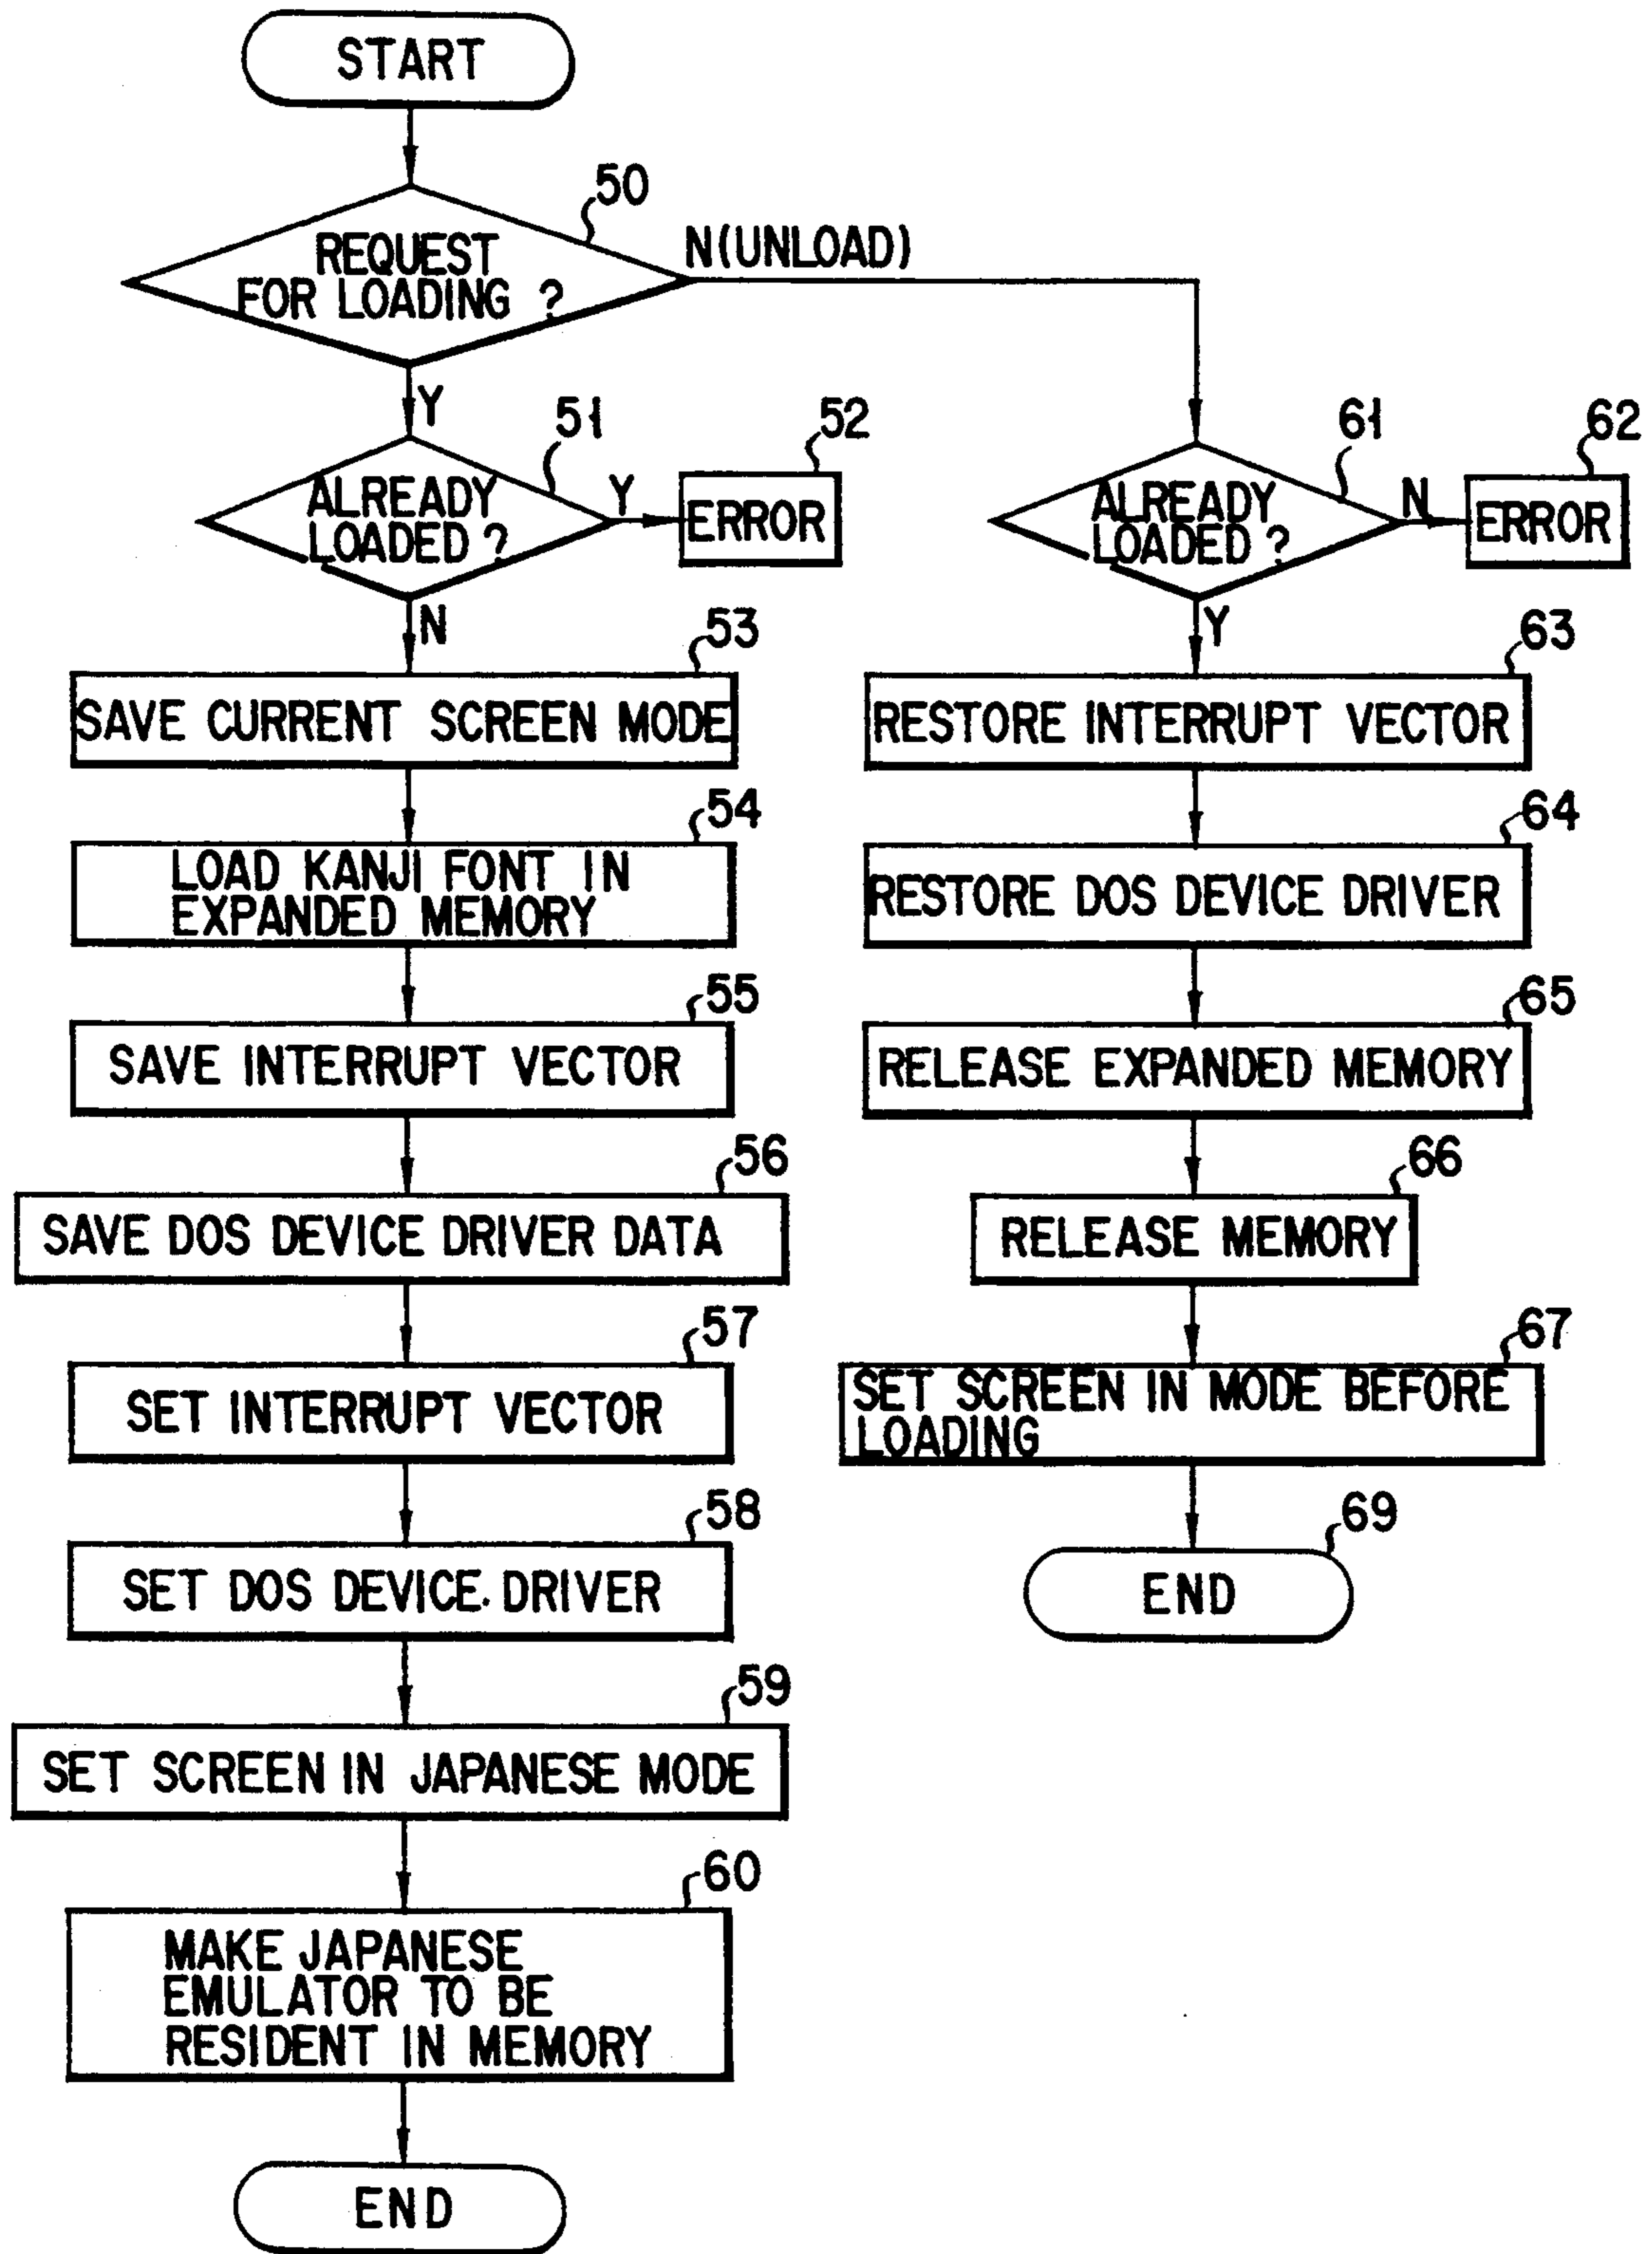 START
50
REQUEST
FOR LOADING ?
N(UNLOAD)
Y
51
ALREADY
LOADED ?
Y
52
ERROR
N
53
SAVE CURRENT SCREEN MODE
54
LOAD KANJI FONT IN
EXPANDED MEMORY
55
SAVE INTERRUPT VECTOR
56
SAVE DOS DEVICE DRIVER DATA
57
SET INTERRUPT VECTOR
58
SET DOS DEVICE. DRIVER
59
SET SCREEN IN JAPANESE MODE
60
MAKE JAPANESE
EMULATOR TO BE
RESIDENT IN MEMORY
END
61
ALREADY
LOADED ?
N
62
ERROR
Y
63
RESTORE INTERRUPT VECTOR
64
RESTORE DOS DEVICE DRIVER
65
RELEASE EXPANDED MEMORY
66
RELEASE MEMORY
67
SET SCREEN IN MODE BEFORE
LOADING
69
END